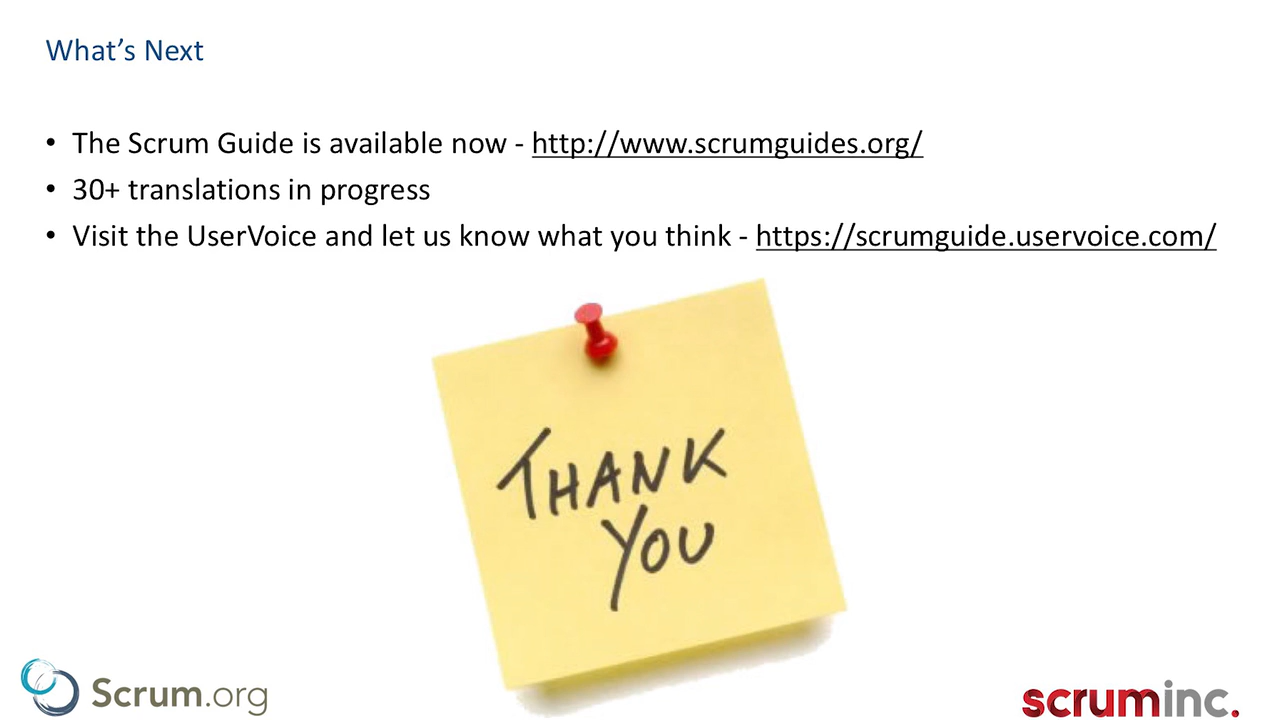 What’s Next
• The Scrum Guide is available now - http://www.scrumguides.org/
• 30+ translations in progress
• Visit the UserVoice and let us know what you think - https://scrumguide.uservoice.com/
THANK
YOU
Scrum.org
scruminc.